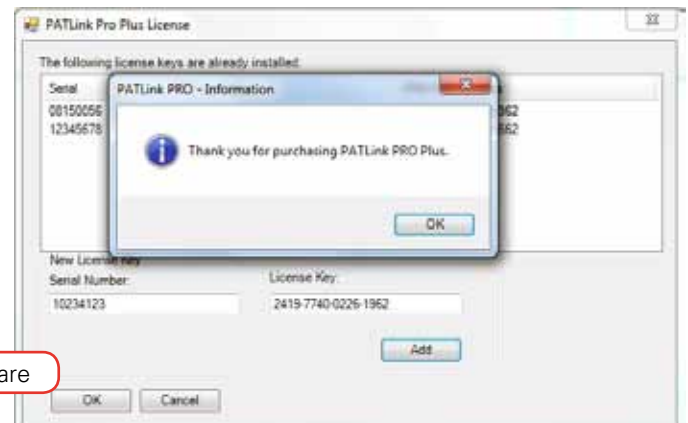 PATLink Pro Plus License
The following license keys are already installed:
Serial
08150056
12345678
PATLink PRO - Information
Thank you for purchasing PATLink PRO Plus.
OK
New License Key
Serial Number:
License Key:
10234123
2419-7740-0226-1962
Add
are
OK
Cancel